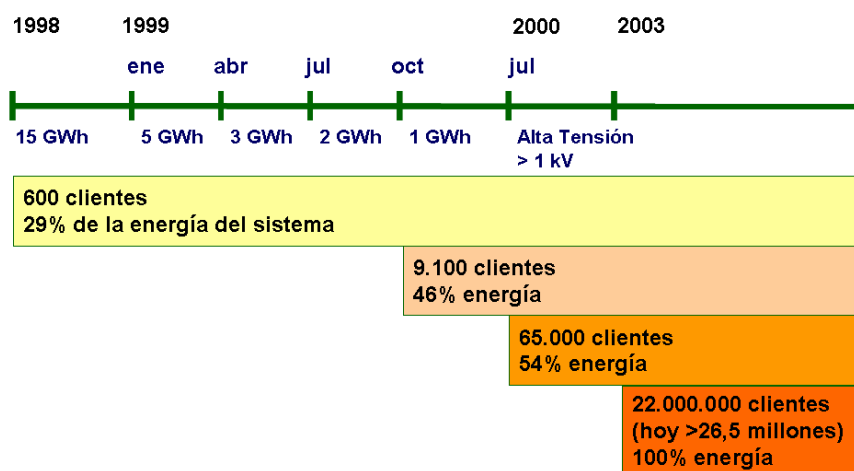 1998 1999 2000 2003
ene abr jul oct jul
15 GWh 5 GWh 3 GWh 2 GWh 1 GWh Alta Tensión
> 1 kV
600 clientes
29% de la energía del sistema
9.100 clientes
46% energía
65.000 clientes
54% energía
22.000.000 clientes
(hoy >26,5 millones)
100% energía